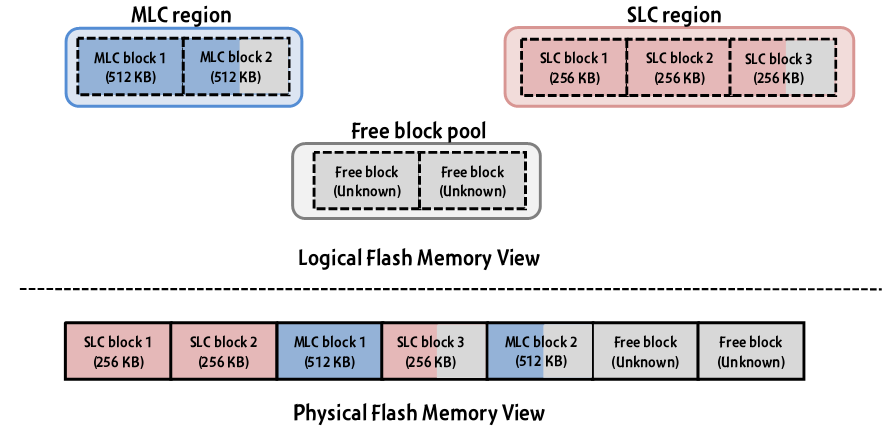 MLC region
SLC region
MLC block 1
(512 KB)
MLC block 2
(512 KB)
SLC block 1
(256 KB)
SLC block 2
(256 KB)
SLC block 3
(256 KB)
Free block pool
Free block
(Unknown)
Free block
(Unknown)
Logical Flash Memory View
SLC block 1
(256 KB)
SLC block 2
(256 KB)
MLC block 1
(512 KB)
SLC block 3
(256 KB)
MLC block 2
(512 KB)
Free block
(Unknown)
Free block
(Unknown)
Physical Flash Memory View